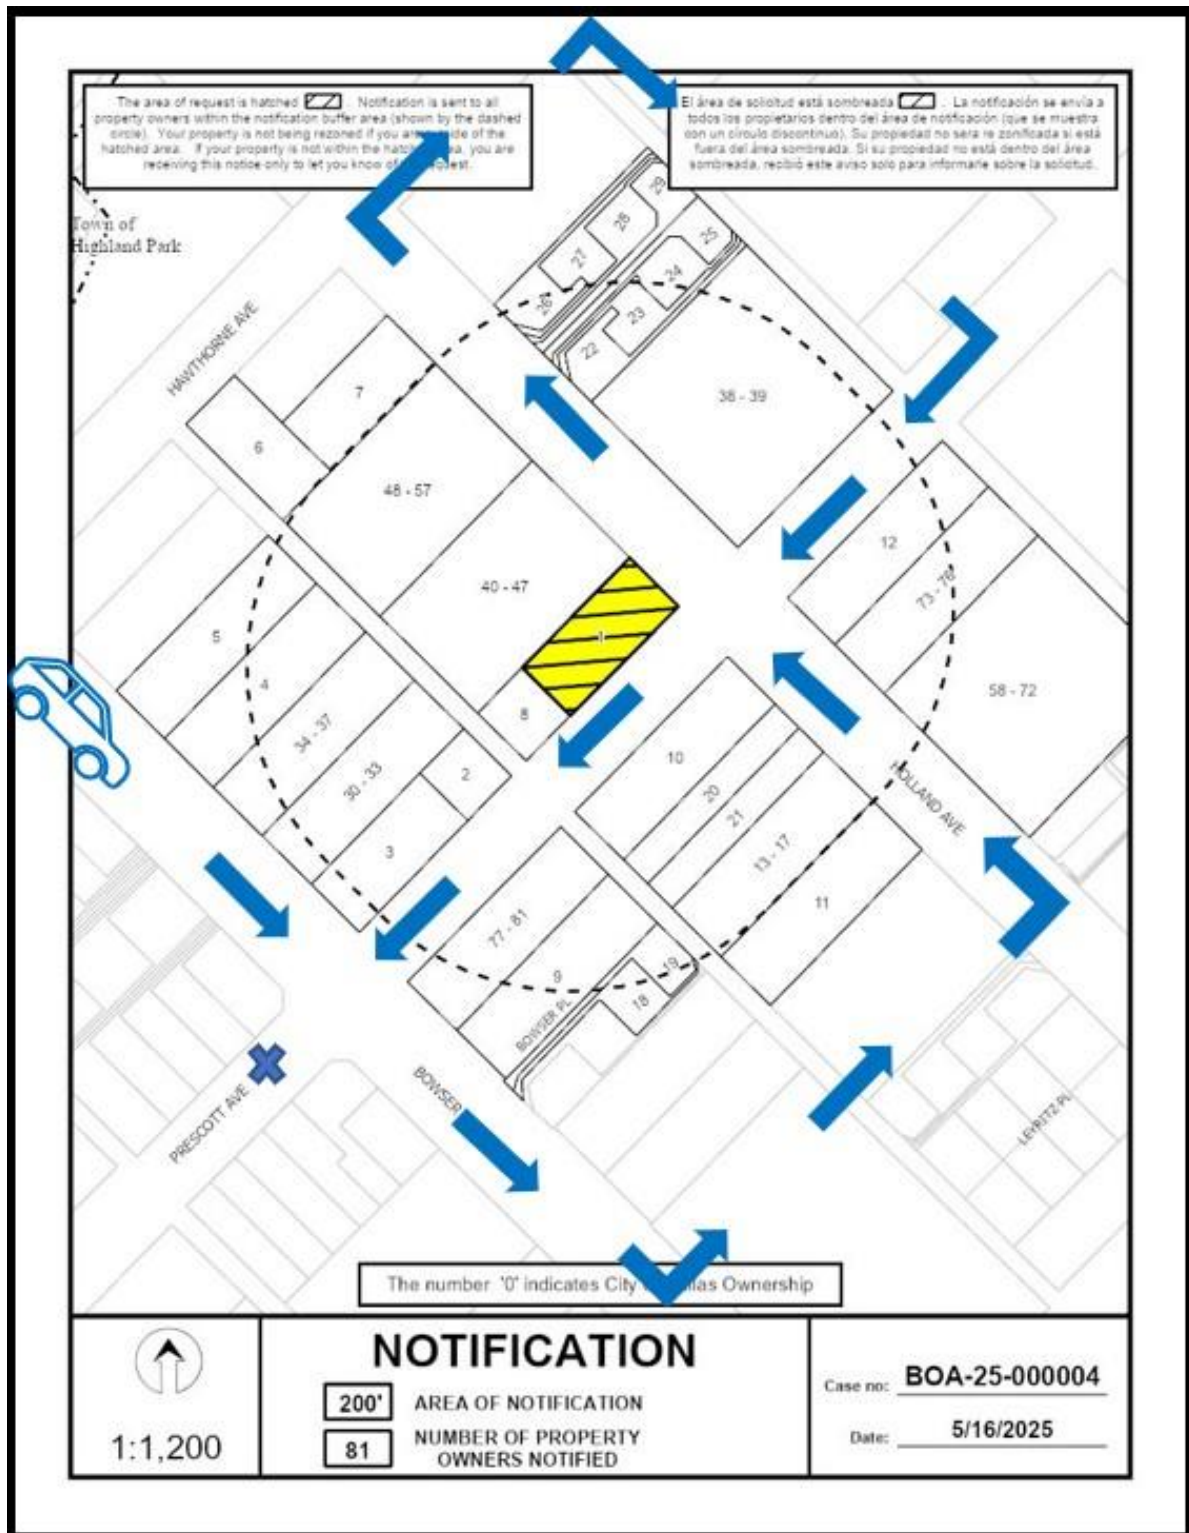 The area of request is hatched . Notification is sent to all
property owners within the notification buffer area (shown by the dashed
circle). Your property is not being rezoned if you are of the
hatched area. If your property is not within the you are
receiving this notice only to let you know of
El área de solicitud está sombreada . La notificación se envía a
todos los propietarios dentro del área de notificación (que se muestra
con un círculo discontinuo). Su propiedad no sera re zonificada si está
fuera del área sombreada. Si su propiedad no está dentro del área
sombreada, recibió este aviso solo para informarle sobre la solicitud.
Town of
Highland Park
HAWTHORNE AVE
29
28
27
26
25
24
23
22
7
6
38 - 39
48 - 57
40 - 47
12
73 - 76
58 - 72
1
5
4
34 - 37
30 - 33
2
3
8
10
20
21
13 - 17
11
HOLLAND AVE
77 - 81
9
19
18
BOWSER PL
BOWSER
PRESCOTT AVE
LEYRITZ PL
The number '0' indicates City Ownership
1:1,200
NOTIFICATION
200' AREA OF NOTIFICATION
81 NUMBER OF PROPERTY
OWNERS NOTIFIED
Case no: BOA-25-000004
Date: 5/16/2025